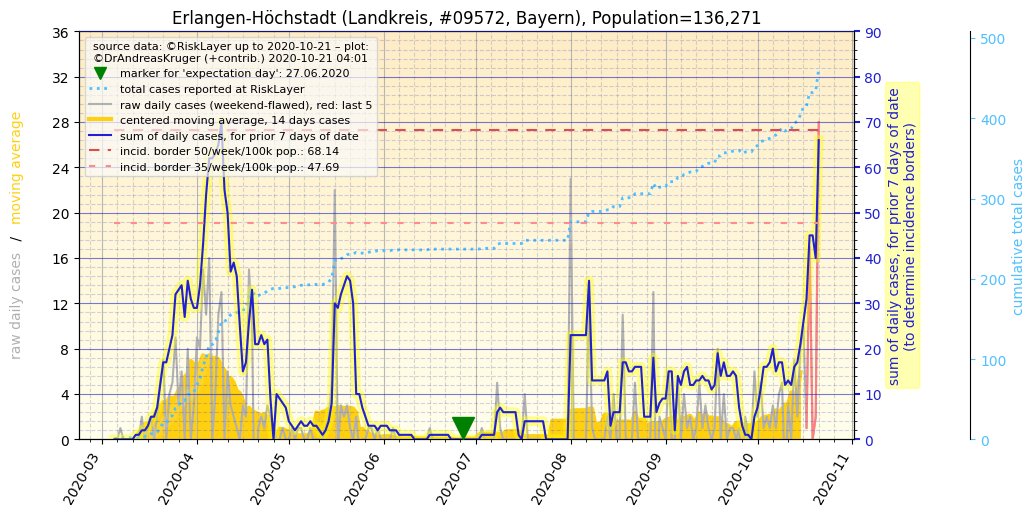 Erlangen-Höchstadt (Landkreis, #09572, Bayern), Population=136,271
source data: ©RiskLayer up to 2020-10-21 – plot:
©DrAndreasKruger (+contrib.) 2020-10-21 04:01
marker for 'expectation day': 27.06.2020
total cases reported at RiskLayer
raw daily cases (weekend-flawed), red: last 5
centered moving average, 14 days cases
sum of daily cases, for prior 7 days of date
incid. border 50/week/100k pop.: 68.14
incid. border 35/week/100k pop.: 47.69
raw daily cases / moving average
36
32
28
24
20
16
12
8
4
0
90
80
70
60
50
40
30
20
10
0
sum of daily cases, for prior 7 days of date
(to determine incidence borders)
500
400
300
200
100
0
cumulative total cases
2020-03
2020-04
2020-05
2020-06
2020-07
2020-08
2020-09
2020-10
2020-11